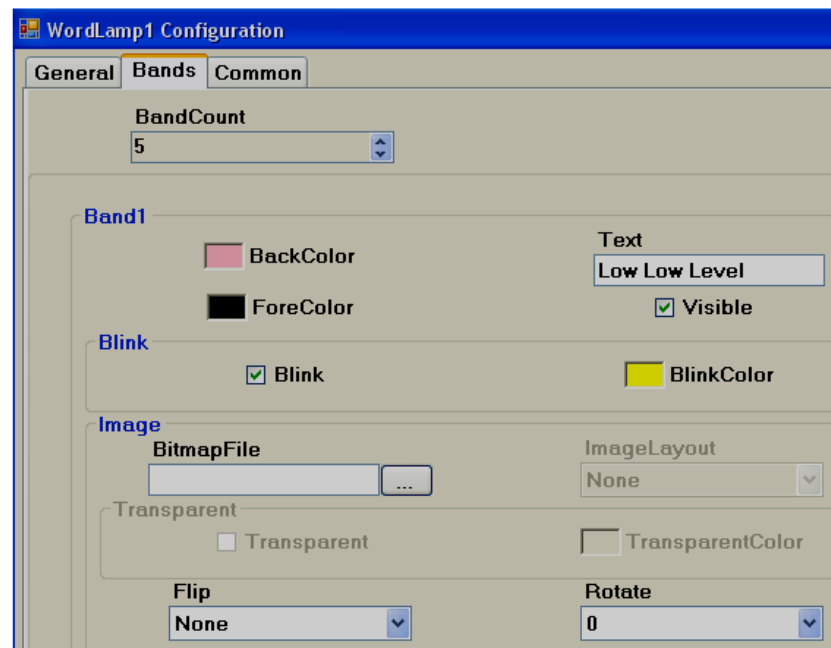 WordLamp1 Configuration
General Bands Common
BandCount
5
Band1
BackColor
Text
Low Low Level
ForeColor
Visible
Blink
Blink
BlinkColor
Image
BitmapFile
ImageLayout
...
None
Transparent
Transparent
TransparentColor
Flip
Rotate
None
0